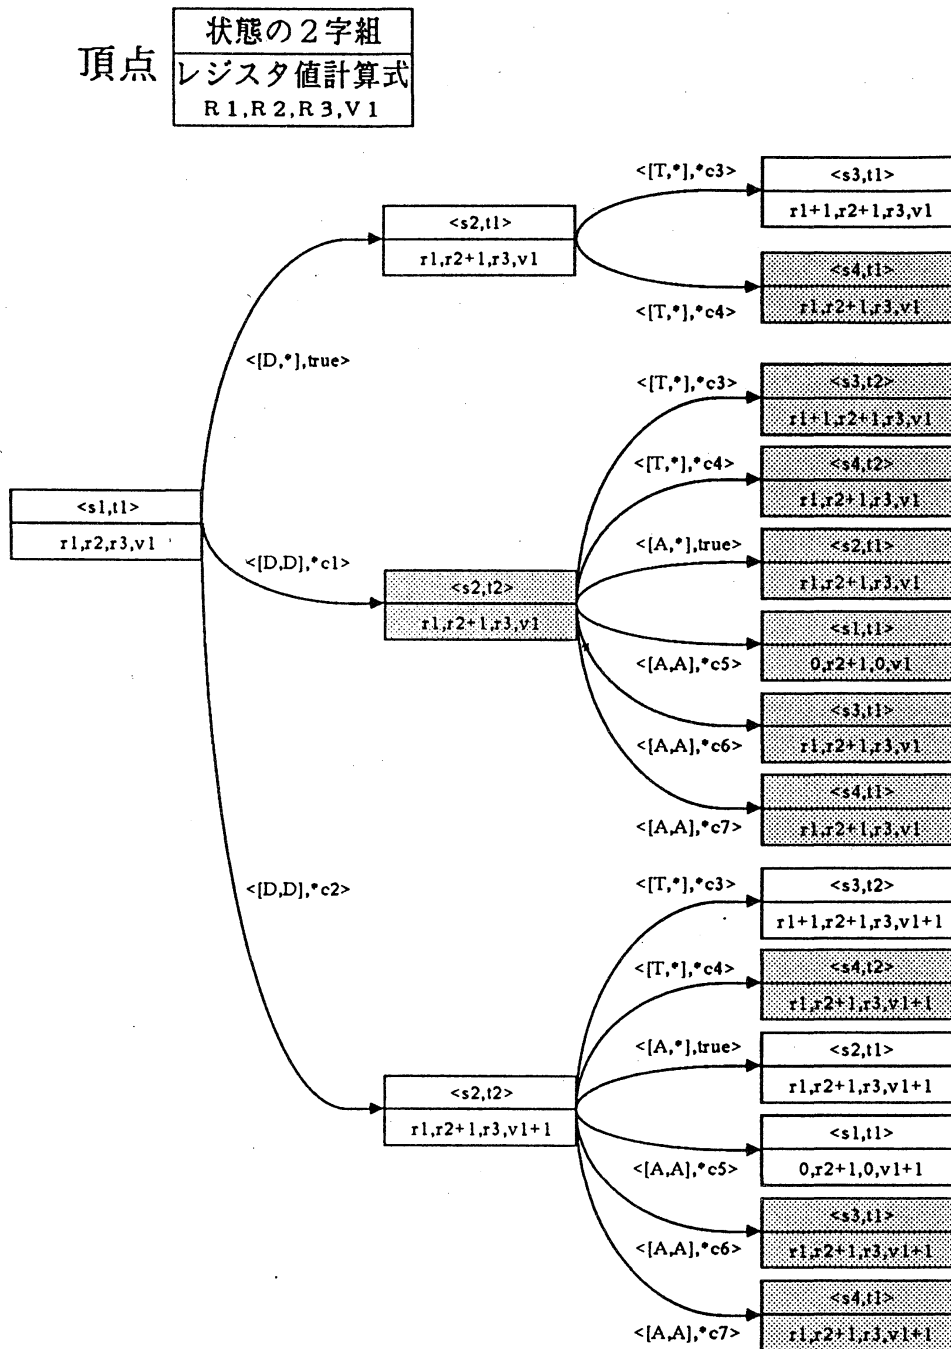 頂点
状態の2字組
レジスタ値計算式
R1,R2,R3,V1
<[T,*],*c3>
<s3,t1>
r1+1,r2+1,r3,v1
<s2,t1>
r1,r2+1,r3,v1
<s4,t1>
r1,r2+1,r3,v1
<[T,*],*c4>
<[D,*],true>
<[T,*],*c3>
<s3,t2>
r1+1,r2+1,r3,v1
<[T,*],*c4>
<s4,t2>
r1,r2+1,r3,v1
<s1,t1>
r1,r2,r3,v1
<[A,*],true>
<s2,t1>
r1,r2+1,r3,v1
<[D,D],*c1>
<s2,t2>
r1,r2+1,r3,v1
<s1,t1>
0,r2+1,0,v1
<[A,A],*c5>
<s3,t1>
r1,r2+1,r3,v1
<[A,A],*c6>
<s4,t1>
r1,r2+1,r3,v1
<[A,A],*c7>
<[D,D],*c2>
<[T,*],*c3>
<s3,t2>
r1+1,r2+1,r3,v1+1
<[T,*],*c4>
<s4,t2>
r1,r2+1,r3,v1+1
<[A,*],true>
<s2,t1>
r1,r2+1,r3,v1+1
<s2,t2>
r1,r2+1,r3,v1+1
<s1,t1>
0,r2+1,0,v1+1
<[A,A],*c5>
<s3,t1>
r1,r2+1,r3,v1+1
<[A,A],*c6>
<s4,t1>
r1,r2+1,r3,v1+1
<[A,A],*c7>